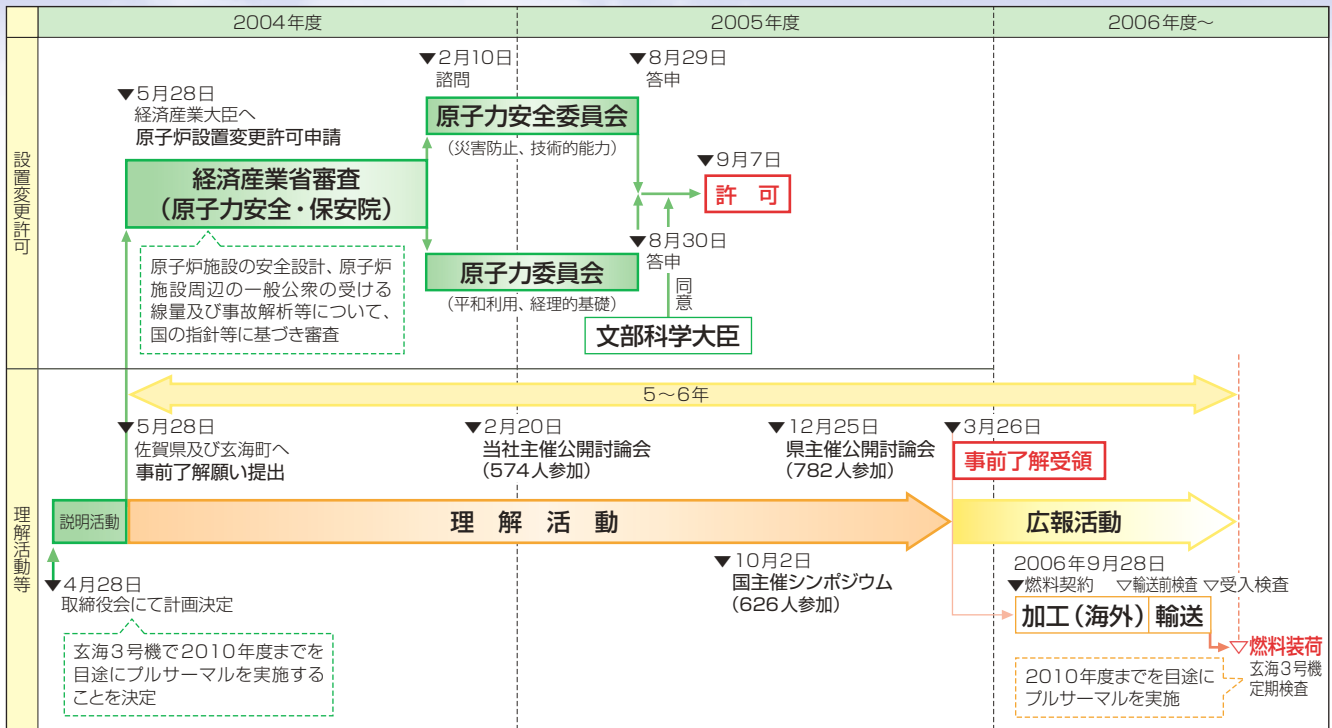 2004年度
2005年度
2006年度～
設置変更許可
▼5月28日
経済産業大臣へ
原子炉設置変更許可申請
経済産業省審査
（原子力安全・保安院）
原子炉施設の安全設計、原子炉
施設周辺の一般公衆の受ける
線量及び事故解析等について、
国の指針等に基づき審査
▼2月10日
諮問
原子力安全委員会
（災害防止、技術的能力）
原子力委員会
（平和利用、経理的基礎）
▼8月29日
答申
▼8月30日
答申
同意
文部科学大臣
▼9月7日
許 可
理解活動等
5～6年
▼5月28日
佐賀県及び玄海町へ
事前了解願い提出
▼2月20日
当社主催公開討論会
（574人参加）
▼12月25日
県主催公開討論会
（782人参加）
▼3月26日
事前了解受領
説明活動
理 解 活 動
広報活動
▼4月28日
取締役会にて計画決定
玄海3号機で2010年度までを
目途にプルサーマルを実施する
ことを決定
▼10月2日
国主催シンポジウム
（626人参加）
2006年9月28日
▼燃料契約 ▽輸送前検査 ▽受入検査
加工（海外） 輸送
▽燃料装荷
玄海3号機
定期検査
2010年度までを目途に
プルサーマルを実施